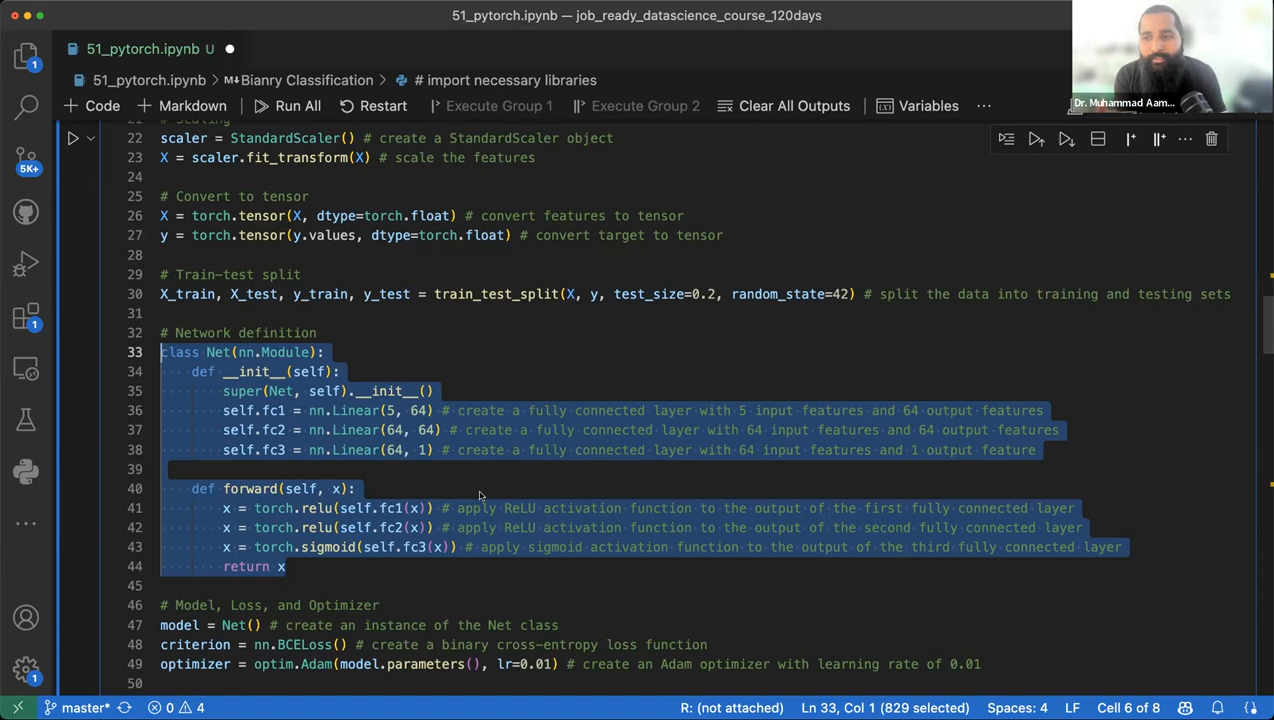 51_pytorch.ipynb — job_ready_datascience_course_120days
51_pytorch.ipynb U
51_pytorch.ipynb > M↓ Bianry Classification > # import necessary libraries
+ Code + Markdown Run All Restart Execute Group 1 Execute Group 2 Clear All Outputs Variables ...
Dr. Muhammad Aam...
1
5K+
1
1
22 scaler = StandardScaler() # create a StandardScaler object
23 X = scaler.fit_transform(X) # scale the features
24
25 # Convert to tensor
26 X = torch.tensor(X, dtype=torch.float) # convert features to tensor
27 y = torch.tensor(y.values, dtype=torch.float) # convert target to tensor
28
29 # Train-test split
30 X_train, X_test, y_train, y_test = train_test_split(X, y, test_size=0.2, random_state=42) # split the data into training and testing sets
31
32 # Network definition
33 class Net(nn.Module):
34 def __init__(self):
35 super(Net, self).__init__()
36 self.fc1 = nn.Linear(5, 64) # create a fully connected layer with 5 input features and 64 output features
37 self.fc2 = nn.Linear(64, 64) # create a fully connected layer with 64 input features and 64 output features
38 self.fc3 = nn.Linear(64, 1) # create a fully connected layer with 64 input features and 1 output feature
39
40 def forward(self, x):
41 x = torch.relu(self.fc1(x)) # apply ReLU activation function to the output of the first fully connected layer
42 x = torch.relu(self.fc2(x)) # apply ReLU activation function to the output of the second fully connected layer
43 x = torch.sigmoid(self.fc3(x)) # apply sigmoid activation function to the output of the third fully connected layer
44 return x
45
46 # Model, Loss, and Optimizer
47 model = Net() # create an instance of the Net class
48 criterion = nn.BCELoss() # create a binary cross-entropy loss function
49 optimizer = optim.Adam(model.parameters(), lr=0.01) # create an Adam optimizer with learning rate of 0.01
50
master* 0 4 R: (not attached) Ln 33, Col 1 (829 selected) Spaces: 4 LF Cell 6 of 8